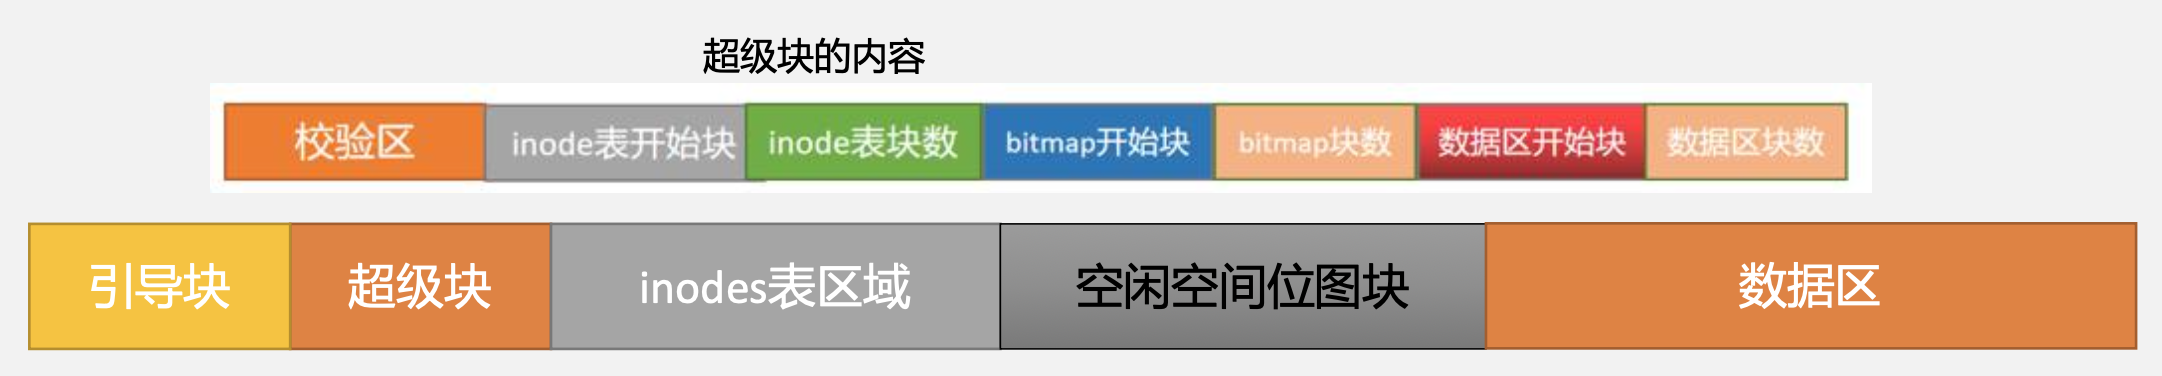 超级块的内容
校验区 inode表开始块 inode表块数 bitmap开始块 bitmap块数 数据区开始块 数据区块数
引导块 超级块 inodes表区域 空闲空间位图块 数据区